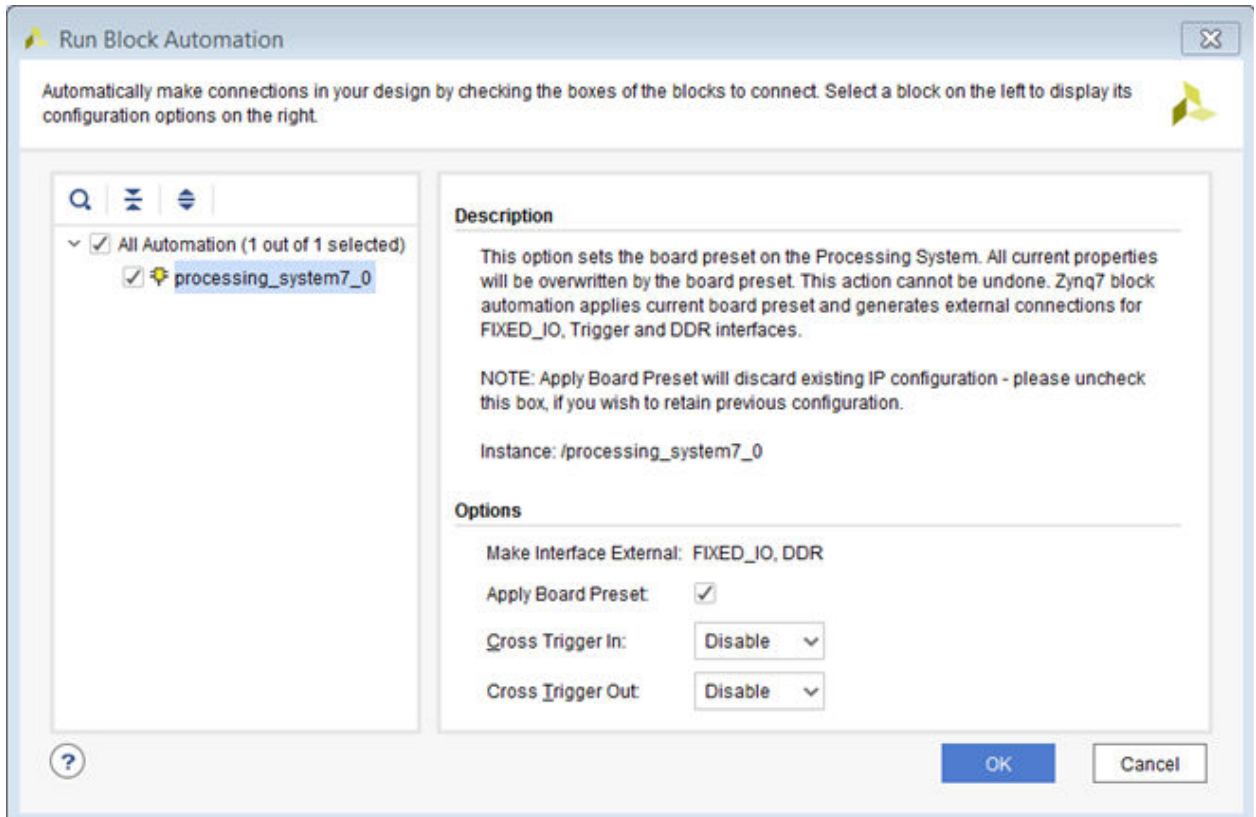 Run Block Automation
Automatically make connections in your design by checking the boxes of the blocks to connect. Select a block on the left to display its
configuration options on the right.
All Automation (1 out of 1 selected)
processing_system7_0
Description
This option sets the board preset on the Processing System. All current properties
will be overwritten by the board preset. This action cannot be undone. Zynq7 block
automation applies current board preset and generates external connections for
FIXED_IO, Trigger and DDR interfaces.
NOTE: Apply Board Preset will discard existing IP configuration - please uncheck
this box, if you wish to retain previous configuration.
Instance: /processing_system7_0
Options
Make Interface External: FIXED_IO, DDR
Apply Board Preset:
Cross Trigger In: Disable
Cross Trigger Out: Disable
?
OK Cancel